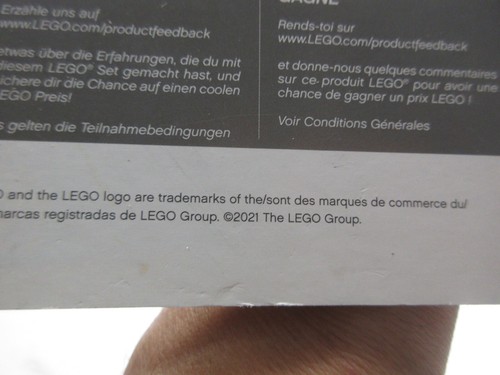 Erzähle uns auf
www.LEGO.com/productfeedback
etwas über die Erfahrungen, die du mit
diesem LEGO® Set gemacht hast, und
sichere dir die Chance auf einen coolen
LEGO Preis!
gelten die Teilnahmebedingungen
GAGNE
Rends-toi sur
www.LEGO.com/productfeedback
et donne-nous quelques commentaires
sur ce produit LEGO® pour avoir une
chance de gagner un prix LEGO !
Voir Conditions Générales
and the LEGO logo are trademarks of the/sont des marques de commerce du/
marcas registradas de LEGO Group. ©2021 The LEGO Group.